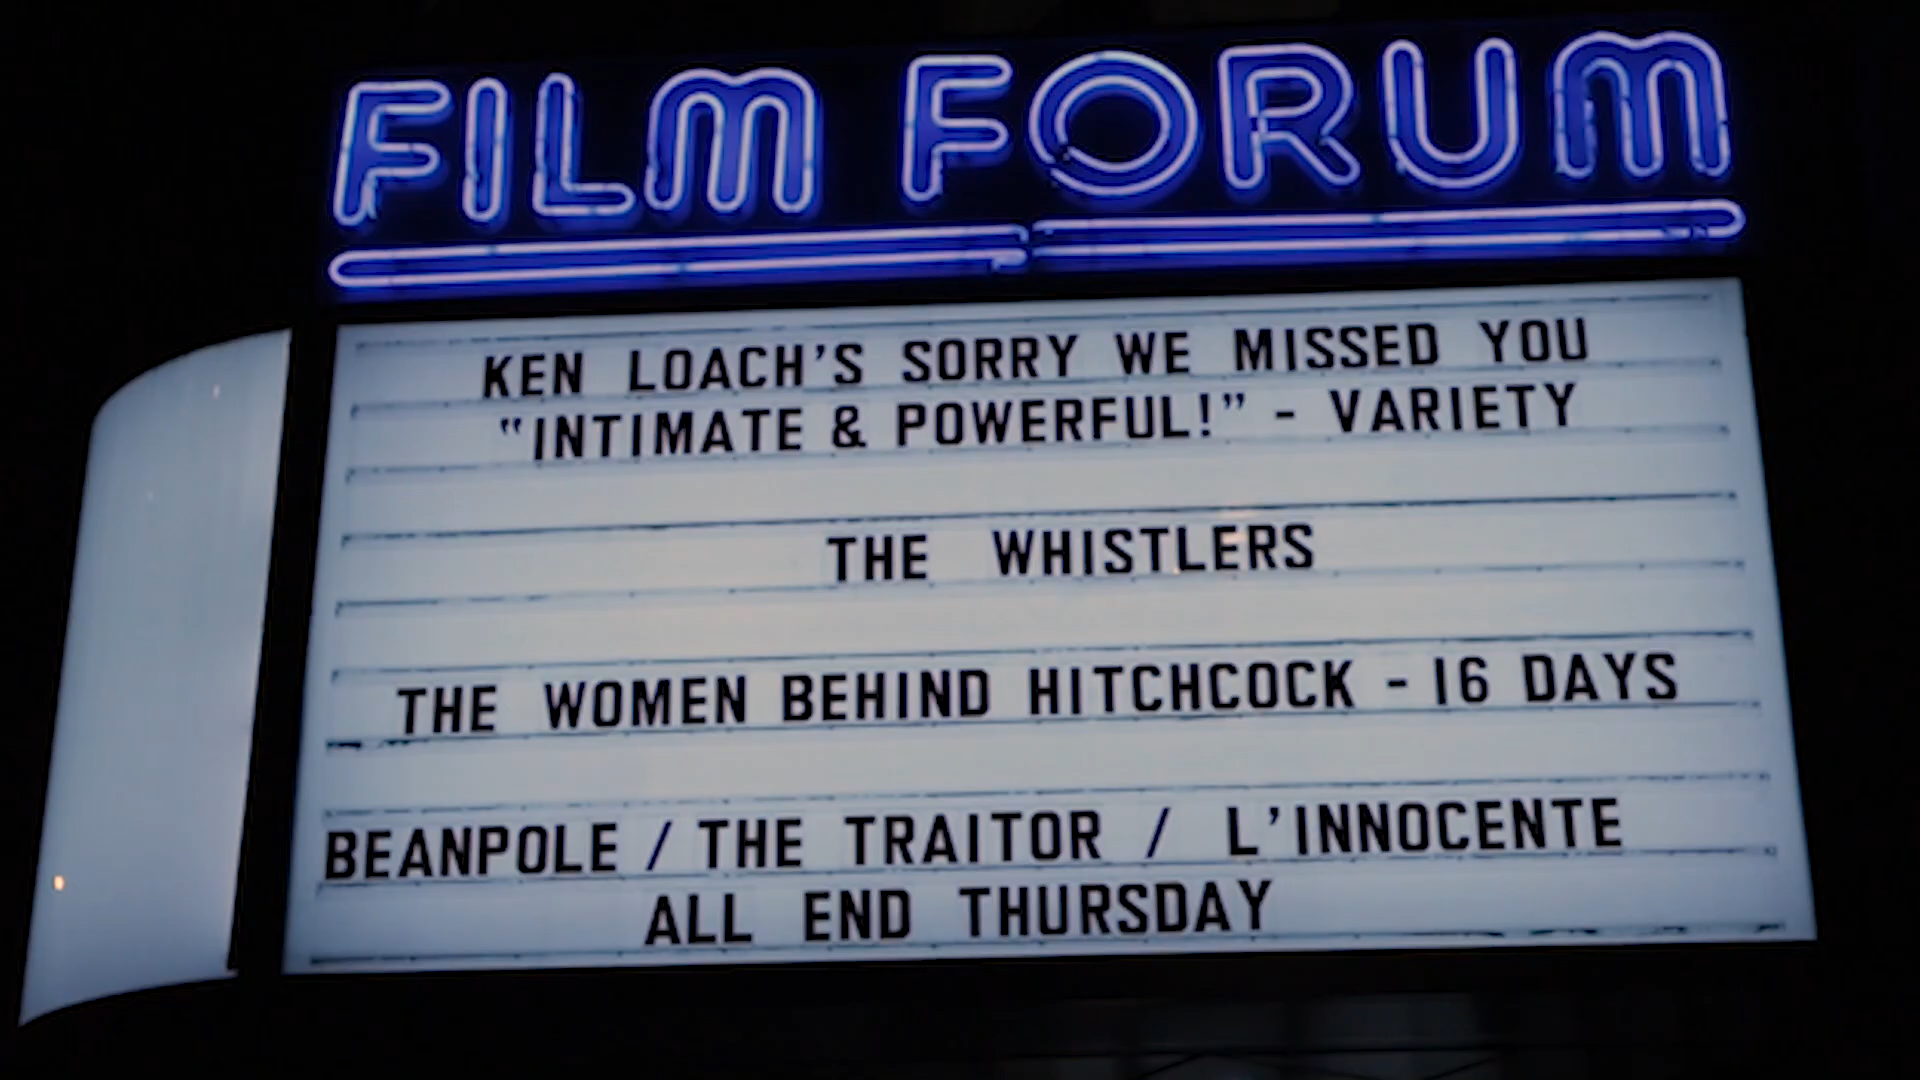 FILM FORUM
KEN LOACH'S SORRY WE MISSED YOU
"INTIMATE & POWERFUL!" - VARIETY
THE WHISTLERS
THE WOMEN BEHIND HITCHCOCK - 16 DAYS
BEANPOLE / THE TRAITOR / L'INNOCENTE
ALL END THURSDAY